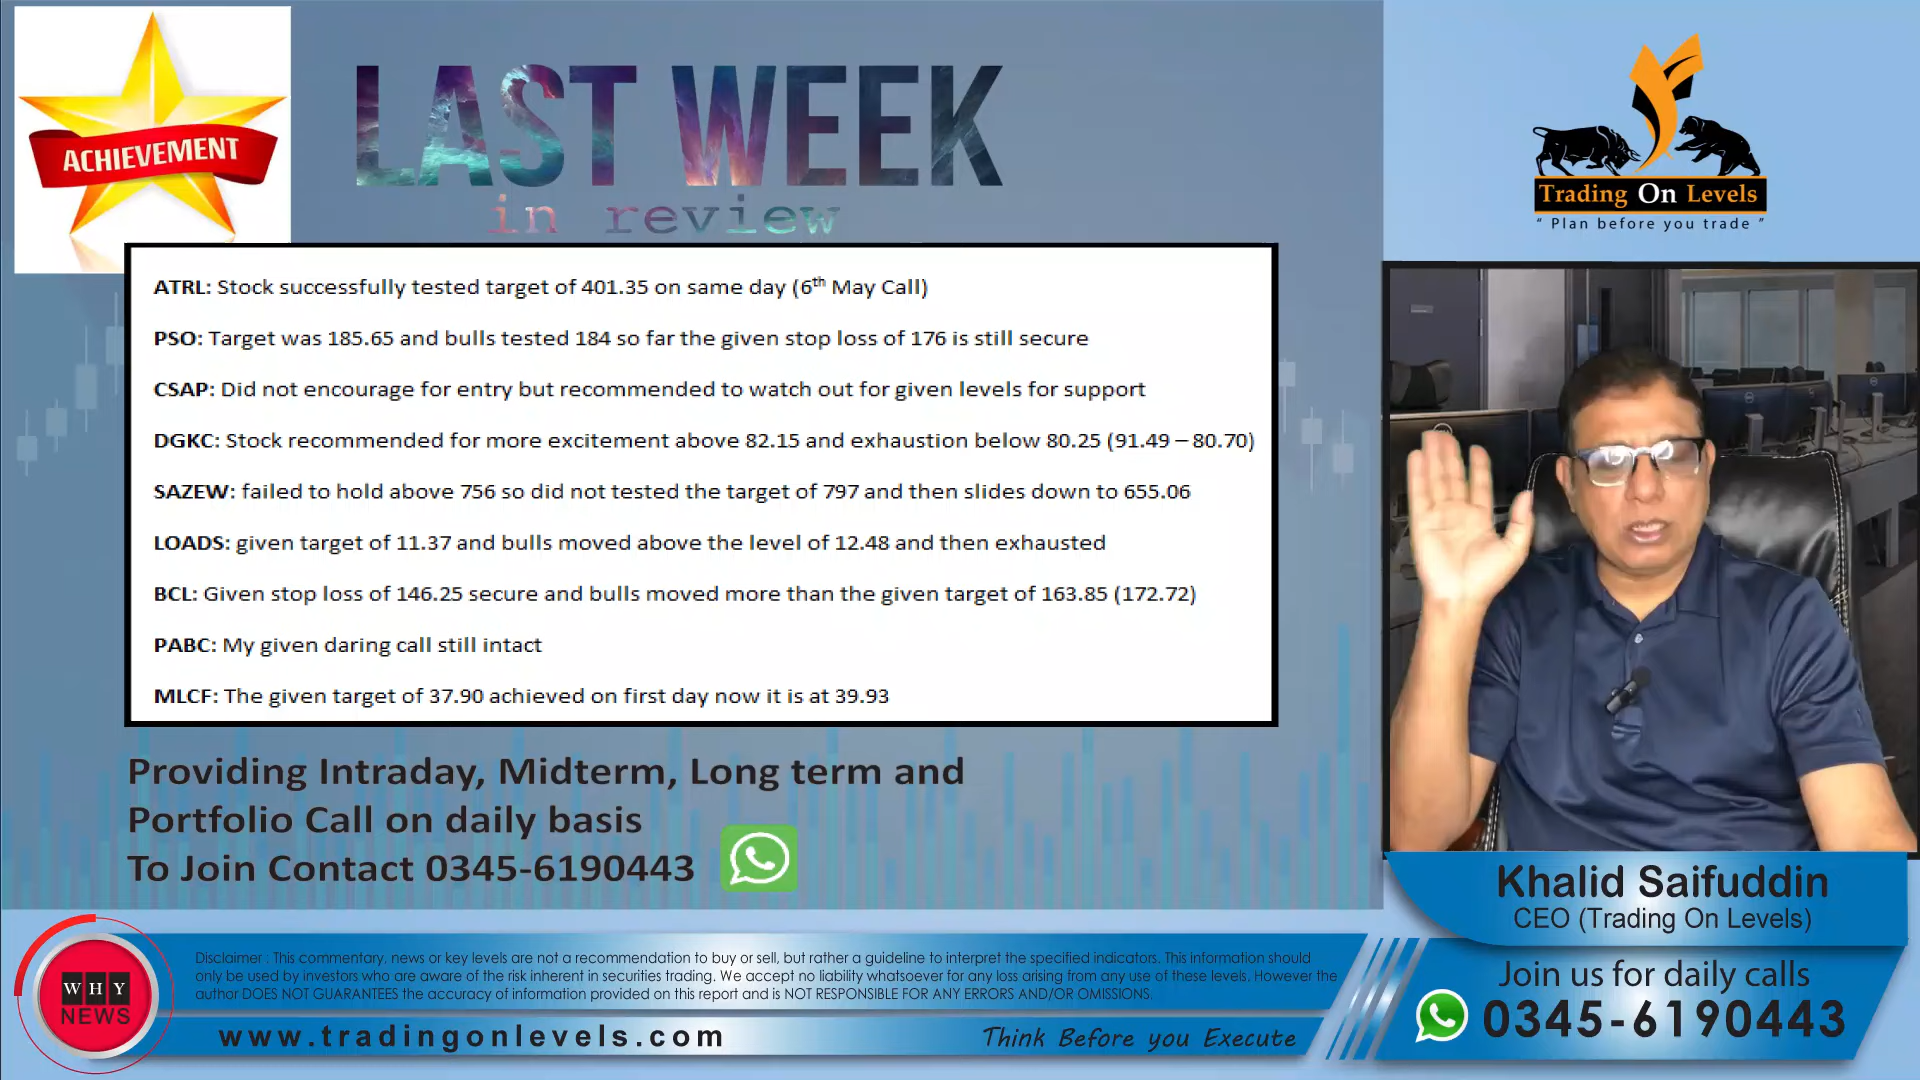 ACHIEVEMENT
LAST WEEK
in review
ATRL: Stock successfully tested target of 401.35 on same day (6th May Call)
PSO: Target was 185.65 and bulls tested 184 so far the given stop loss of 176 is still secure
CSAP: Did not encourage for entry but recommended to watch out for given levels for support
DGKC: Stock recommended for more excitement above 82.15 and exhaustion below 80.25 (91.49 – 80.70)
SAZEW: failed to hold above 756 so did not tested the target of 797 and then slides down to 655.06
LOADS: given target of 11.37 and bulls moved above the level of 12.48 and then exhausted
BCL: Given stop loss of 146.25 secure and bulls moved more than the given target of 163.85 (172.72)
PABC: My given daring call still intact
MLCF: The given target of 37.90 achieved on first day now it is at 39.93
Providing Intraday, Midterm, Long term and
Portfolio Call on daily basis
To Join Contact 0345-6190443
Trading On Levels
“ Plan before you trade ”
Khalid Saifuddin
CEO (Trading On Levels)
Join us for daily calls
0345-6190443
WHY
NEWS
Disclaimer : This commentary, news or key levels are not a recommendation to buy or sell, but rather a guideline to interpret the specified indicators. This information should
only be used by investors who are aware of the risk inherent in securities trading. We accept no liability whatsoever for any loss arising from any use of these levels. However the
author DOES NOT GUARANTEES the accuracy of information provided on this report and is NOT RESPONSIBLE FOR ANY ERRORS AND/OR OMISSIONS.
www.tradingonlevels.com
Think Before you Execute